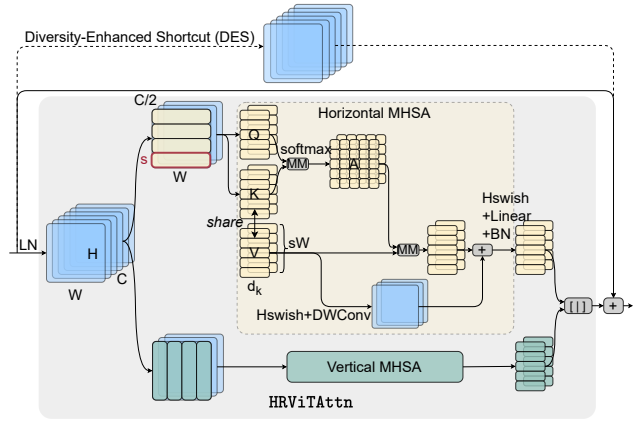 Diversity-Enhanced Shortcut (DES)
C/2
Horizontal MHSA
Q
softmax
MM
A
s
W
K
Hswish
+Linear
+BN
share
LN
H
V
sW
MM
+
C
W
d_k
[|]
+
Hswish+DWConv
Vertical MHSA
HRViTAttn